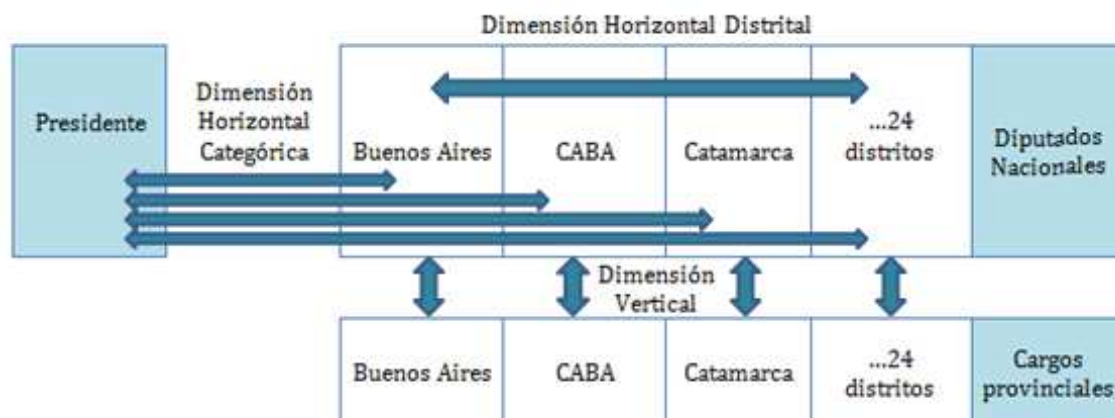 Dimensión Horizontal Distrital
Presidente
Dimensión
Horizontal
Categórica
Buenos Aires
CABA
Catamarca
...24
distritos
Diputados
Nacionales
Dimensión
Vertical
Buenos Aires
CABA
Catamarca
...24
distritos
Cargos
provinciales